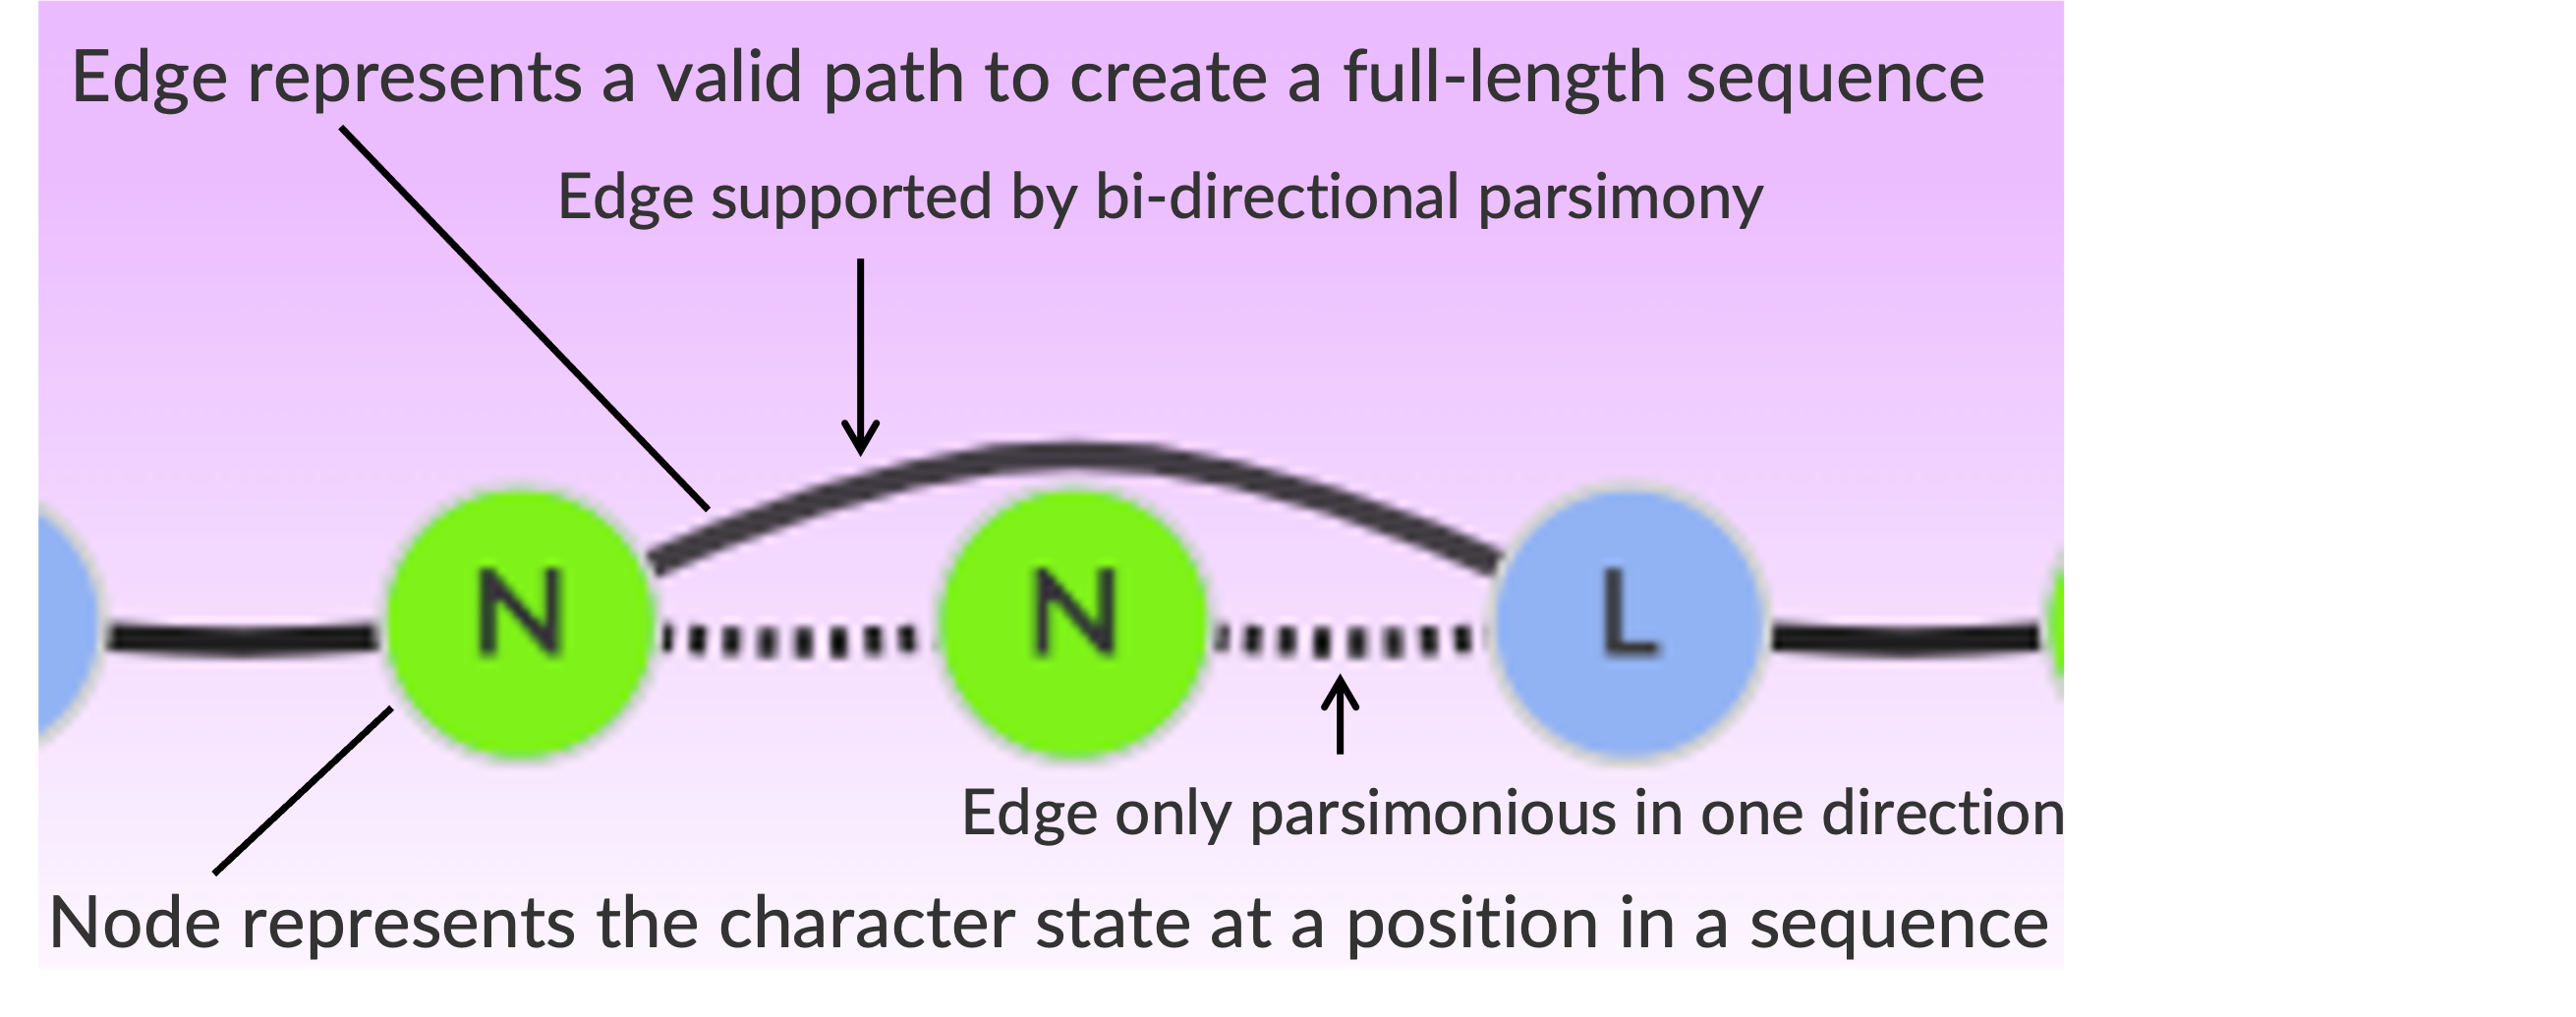 Edge represents a valid path to create a full-length sequence
Edge supported by bi-directional parsimony
N
N
L
Edge only parsimonious in one direction
Node represents the character state at a position in a sequence